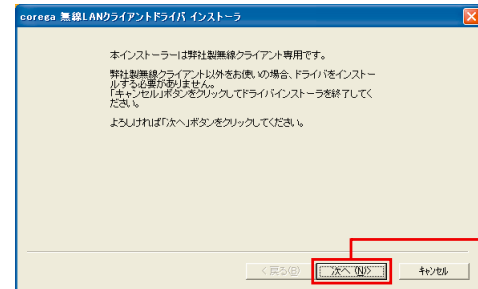 corega 無線LANクライアントドライバ インストーラ
本インストーラーは弊社製無線クライアント専用です。
弊社製無線クライアント以外をお使いの場合、ドライバをインストー
ルする必要がありません。
「キャンセル」ボタンをクリックしてドライバインストーラを終了してく
ださい。
よろしければ「次へ」ボタンをクリックしてください。
< 戻る(B)
次へ(N)>
キャンセル